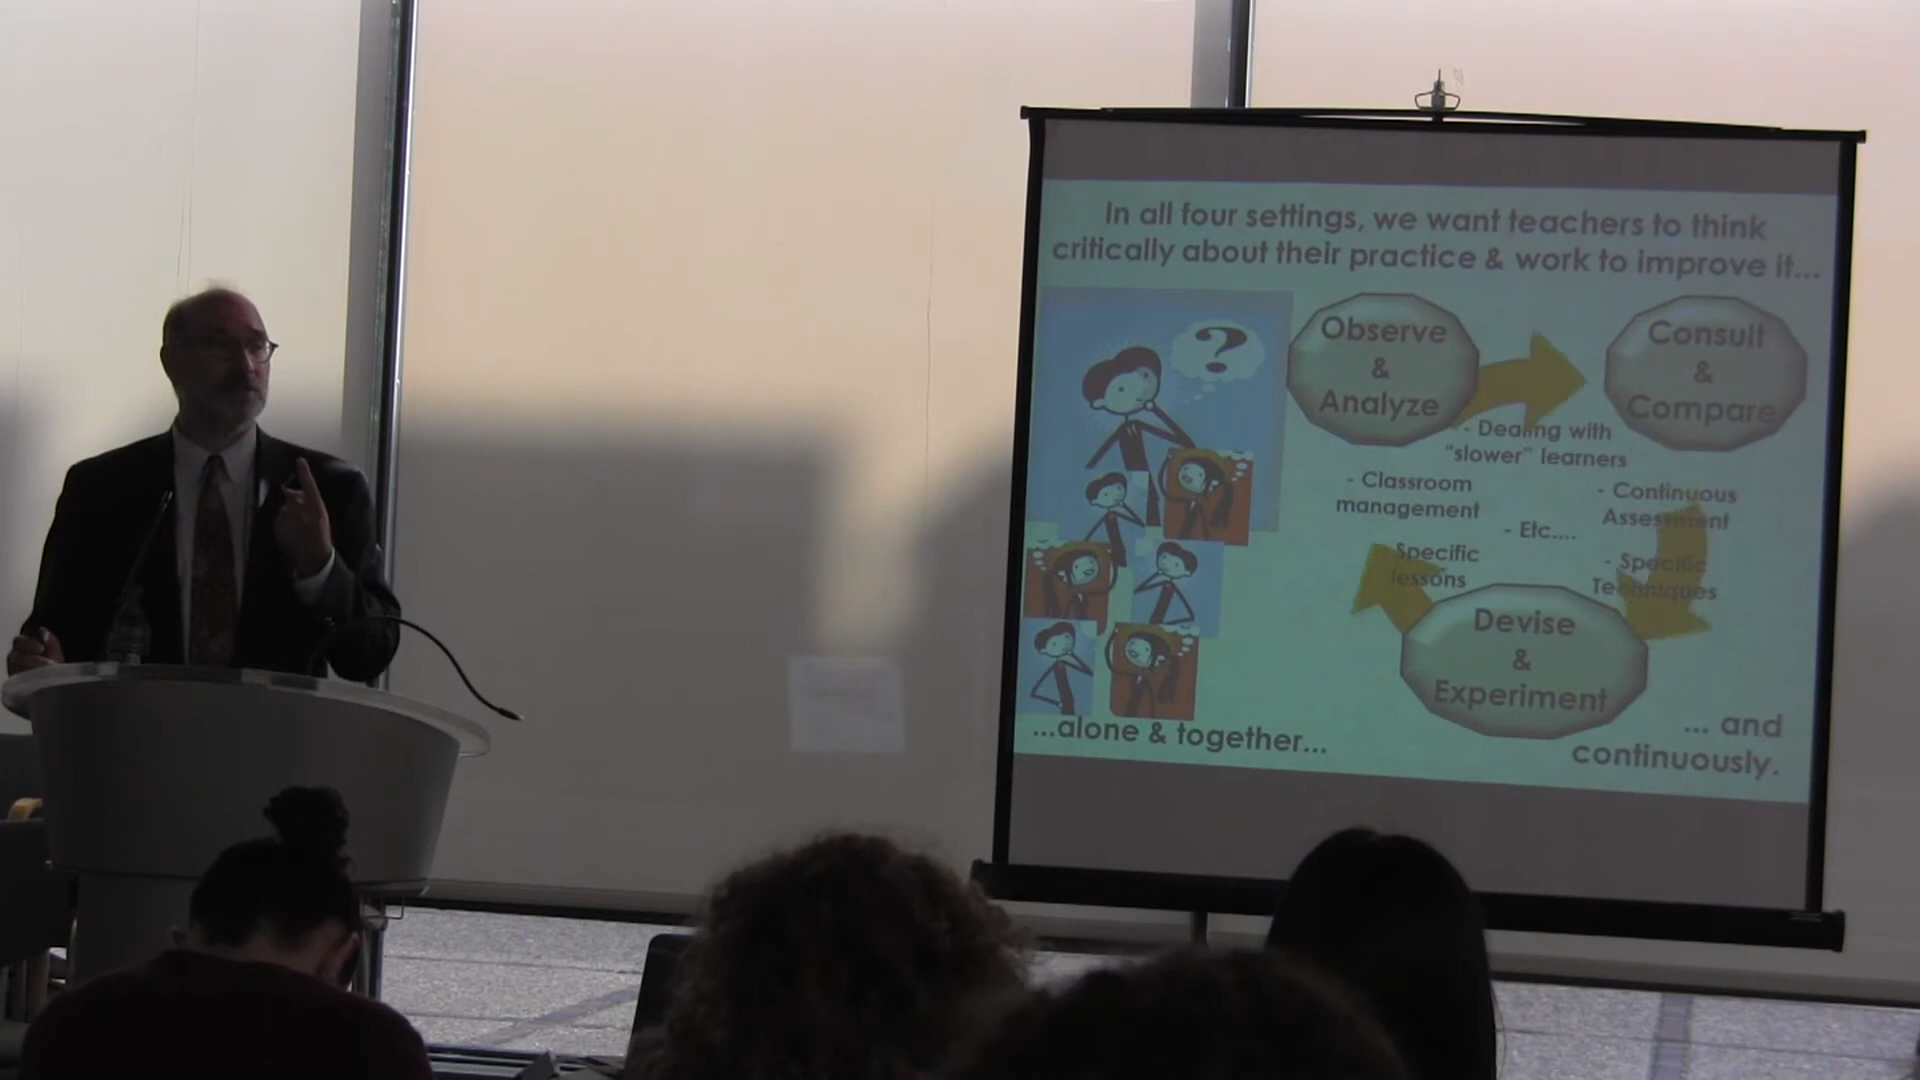 In all four settings, we want teachers to think
critically about their practice & work to improve it...
?
Observe
&
Analyze
Consult
&
Compare
- Dealing with
"slower" learners
- Classroom
management
- Continuous
Assessment
- Etc....
Specific
lessons
- Specific
Techniques
Devise
&
Experiment
...alone & together...
... and
continuously.